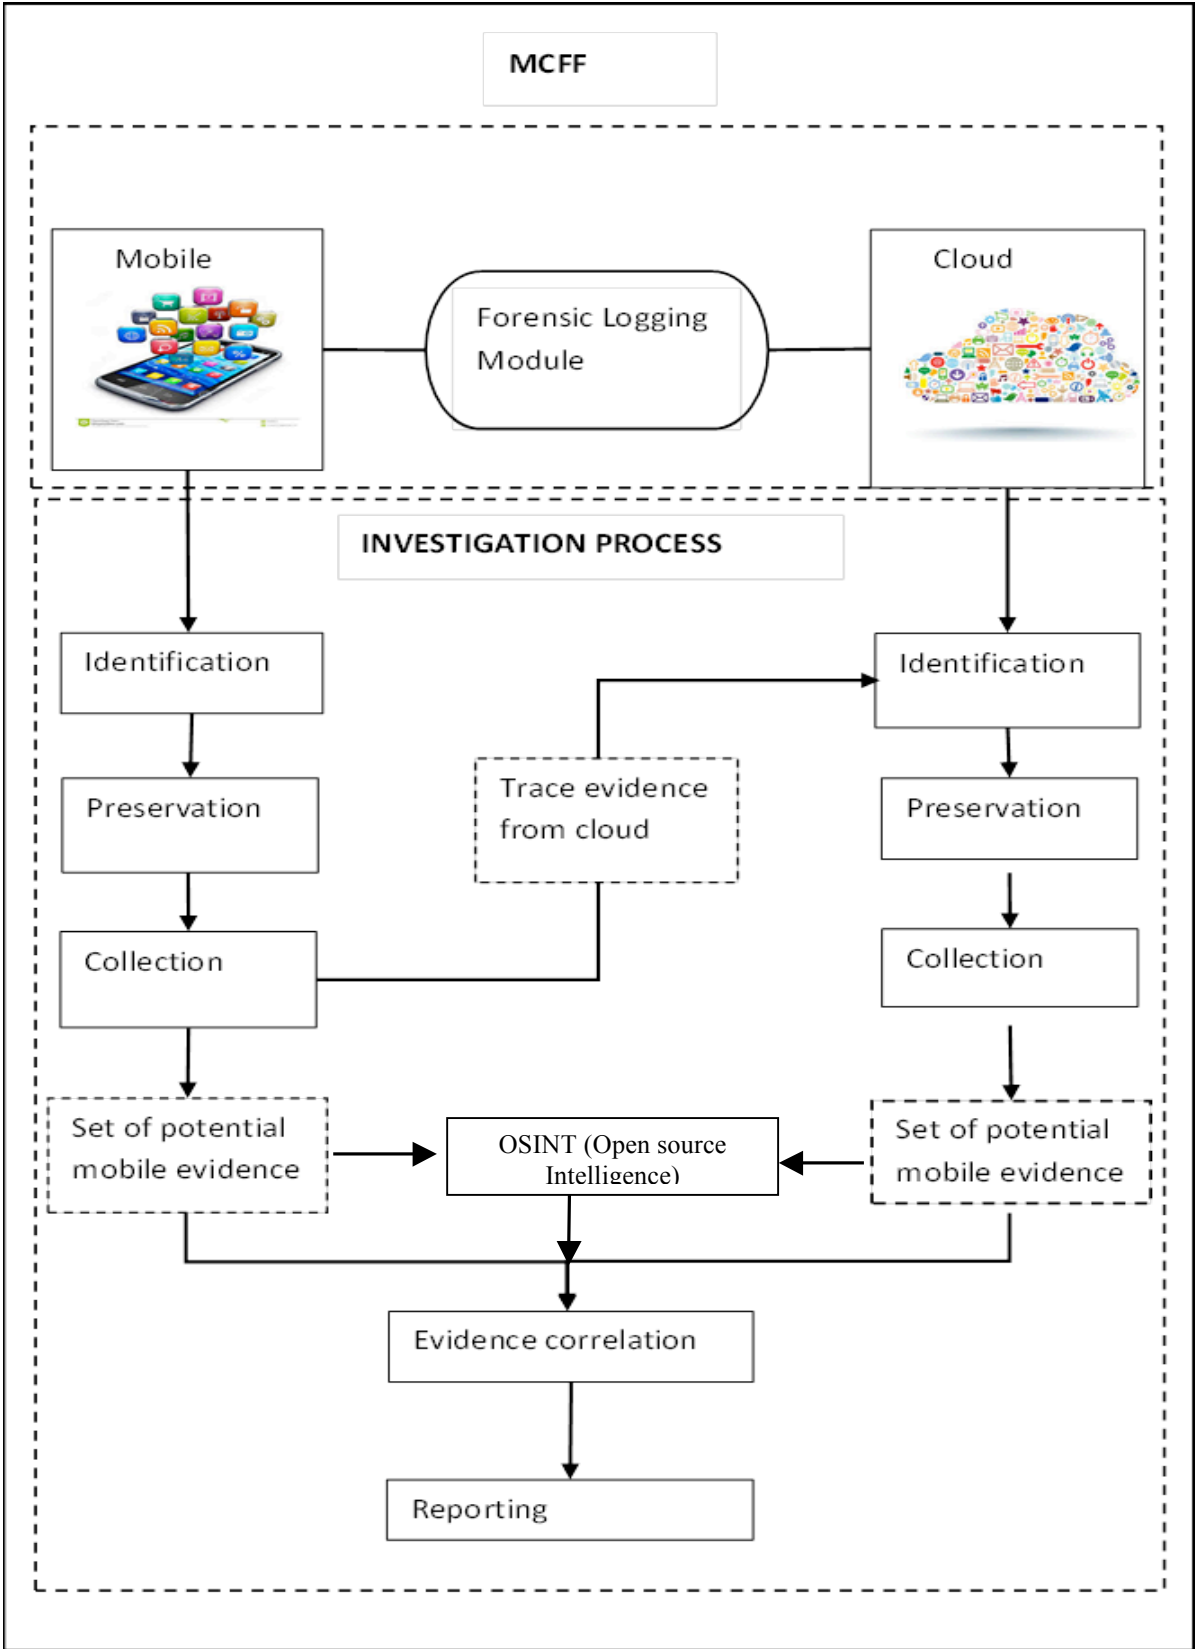 MCFF
Mobile
Forensic Logging
Module
Cloud
INVESTIGATION PROCESS
Identification
Identification
Trace evidence
from cloud
Preservation
Preservation
Collection
Collection
Set of potential
mobile evidence
OSINT (Open source
Intelligence)
Set of potential
mobile evidence
Evidence correlation
Reporting